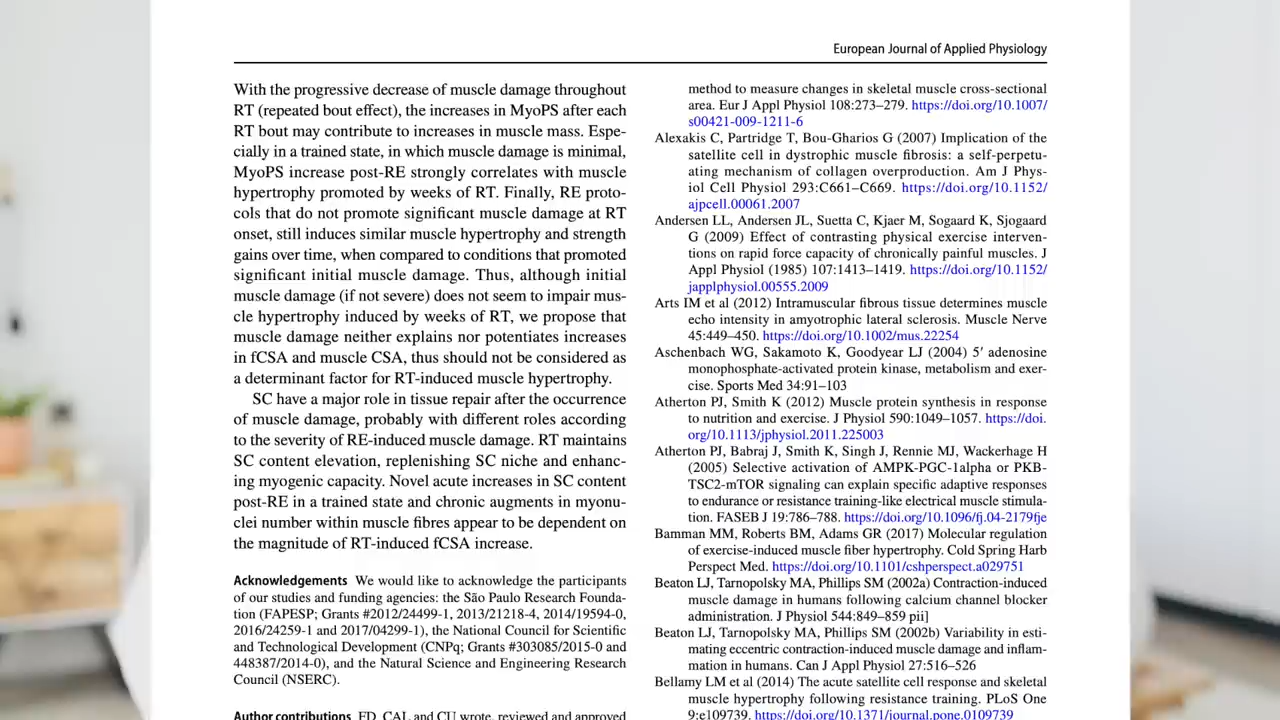 European Journal of Applied Physiology
With the progressive decrease of muscle damage throughout
RT (repeated bout effect), the increases in MyoPS after each
RT bout may contribute to increases in muscle mass. Espe-
cially in a trained state, in which muscle damage is minimal,
MyoPS increase post-RE strongly correlates with muscle
hypertrophy promoted by weeks of RT. Finally, RE proto-
cols that do not promote significant muscle damage at RT
onset, still induces similar muscle hypertrophy and strength
gains over time, when compared to conditions that promoted
significant initial muscle damage. Thus, although initial
muscle damage (if not severe) does not seem to impair mus-
cle hypertrophy induced by weeks of RT, we propose that
muscle damage neither explains nor potentiates increases
in fCSA and muscle CSA, thus should not be considered as
a determinant factor for RT-induced muscle hypertrophy.
SC have a major role in tissue repair after the occurrence
of muscle damage, probably with different roles according
to the severity of RE-induced muscle damage. RT maintains
SC content elevation, replenishing SC niche and enhanc-
ing myogenic capacity. Novel acute increases in SC content
post-RE in a trained state and chronic augments in myonu-
clei number within muscle fibres appear to be dependent on
the magnitude of RT-induced fCSA increase.
Acknowledgements We would like to acknowledge the participants
of our studies and funding agencies: the São Paulo Research Founda-
tion (FAPESP; Grants #2012/24499-1, 2013/21218-4, 2014/19594-0,
2016/24259-1 and 2017/04299-1), the National Council for Scientific
and Technological Development (CNPq; Grants #303085/2015-0 and
448387/2014-0), and the Natural Science and Engineering Research
Council (NSERC).
Author contributions FD, CAL and CU wrote, reviewed and approved
method to measure changes in skeletal muscle cross-sectional
area. Eur J Appl Physiol 108:273–279. https://doi.org/10.1007/
s00421-009-1211-6
Alexakis C, Partridge T, Bou-Gharios G (2007) Implication of the
satellite cell in dystrophic muscle fibrosis: a self-perpetu-
ating mechanism of collagen overproduction. Am J Phys-
iol Cell Physiol 293:C661–C669. https://doi.org/10.1152/
ajpcell.00061.2007
Andersen LL, Andersen JL, Suetta C, Kjaer M, Sogaard K, Sjogaard
G (2009) Effect of contrasting physical exercise interven-
tions on rapid force capacity of chronically painful muscles. J
Appl Physiol (1985) 107:1413–1419. https://doi.org/10.1152/
japplphysiol.00555.2009
Arts IM et al (2012) Intramuscular fibrous tissue determines muscle
echo intensity in amyotrophic lateral sclerosis. Muscle Nerve
45:449–450. https://doi.org/10.1002/mus.22254
Aschenbach WG, Sakamoto K, Goodyear LJ (2004) 5′ adenosine
monophosphate-activated protein kinase, metabolism and exer-
cise. Sports Med 34:91–103
Atherton PJ, Smith K (2012) Muscle protein synthesis in response
to nutrition and exercise. J Physiol 590:1049–1057. https://doi.
org/10.1113/jphysiol.2011.225003
Atherton PJ, Babraj J, Smith K, Singh J, Rennie MJ, Wackerhage H
(2005) Selective activation of AMPK-PGC-1alpha or PKB-
TSC2-mTOR signaling can explain specific adaptive responses
to endurance or resistance training-like electrical muscle stimula-
tion. FASEB J 19:786–788. https://doi.org/10.1096/fj.04-2179fje
Bamman MM, Roberts BM, Adams GR (2017) Molecular regulation
of exercise-induced muscle fiber hypertrophy. Cold Spring Harb
Perspect Med. https://doi.org/10.1101/cshperspect.a029751
Beaton LJ, Tarnopolsky MA, Phillips SM (2002a) Contraction-induced
muscle damage in humans following calcium channel blocker
administration. J Physiol 544:849–859 pii]
Beaton LJ, Tarnopolsky MA, Phillips SM (2002b) Variability in esti-
mating eccentric contraction-induced muscle damage and inflam-
mation in humans. Can J Appl Physiol 27:516–526
Bellamy LM et al (2014) The acute satellite cell response and skeletal
muscle hypertrophy following resistance training. PLoS One
9:e109739. https://doi.org/10.1371/journal.pone.0109739